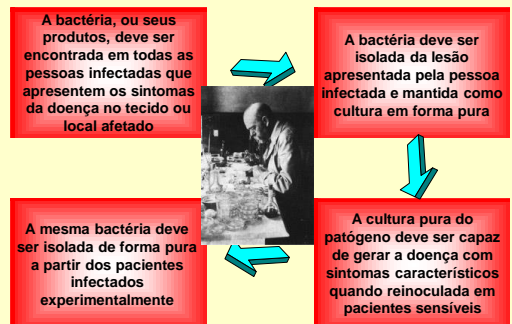 A bactéria, ou seus
produtos, deve ser
encontrada em todas as
pessoas infectadas que
apresentem os sintomas
da doença no tecido ou
local afetado
A bactéria deve ser
isolada da lesão
apresentada pela pessoa
infectada e mantida como
cultura em forma pura
A cultura pura do
patógeno deve ser capaz
de gerar a doença com
sintomas característicos
quando reinoculada em
pacientes sensíveis
A mesma bactéria deve
ser isolada de forma pura
a partir dos pacientes
infectados
experimentalmente